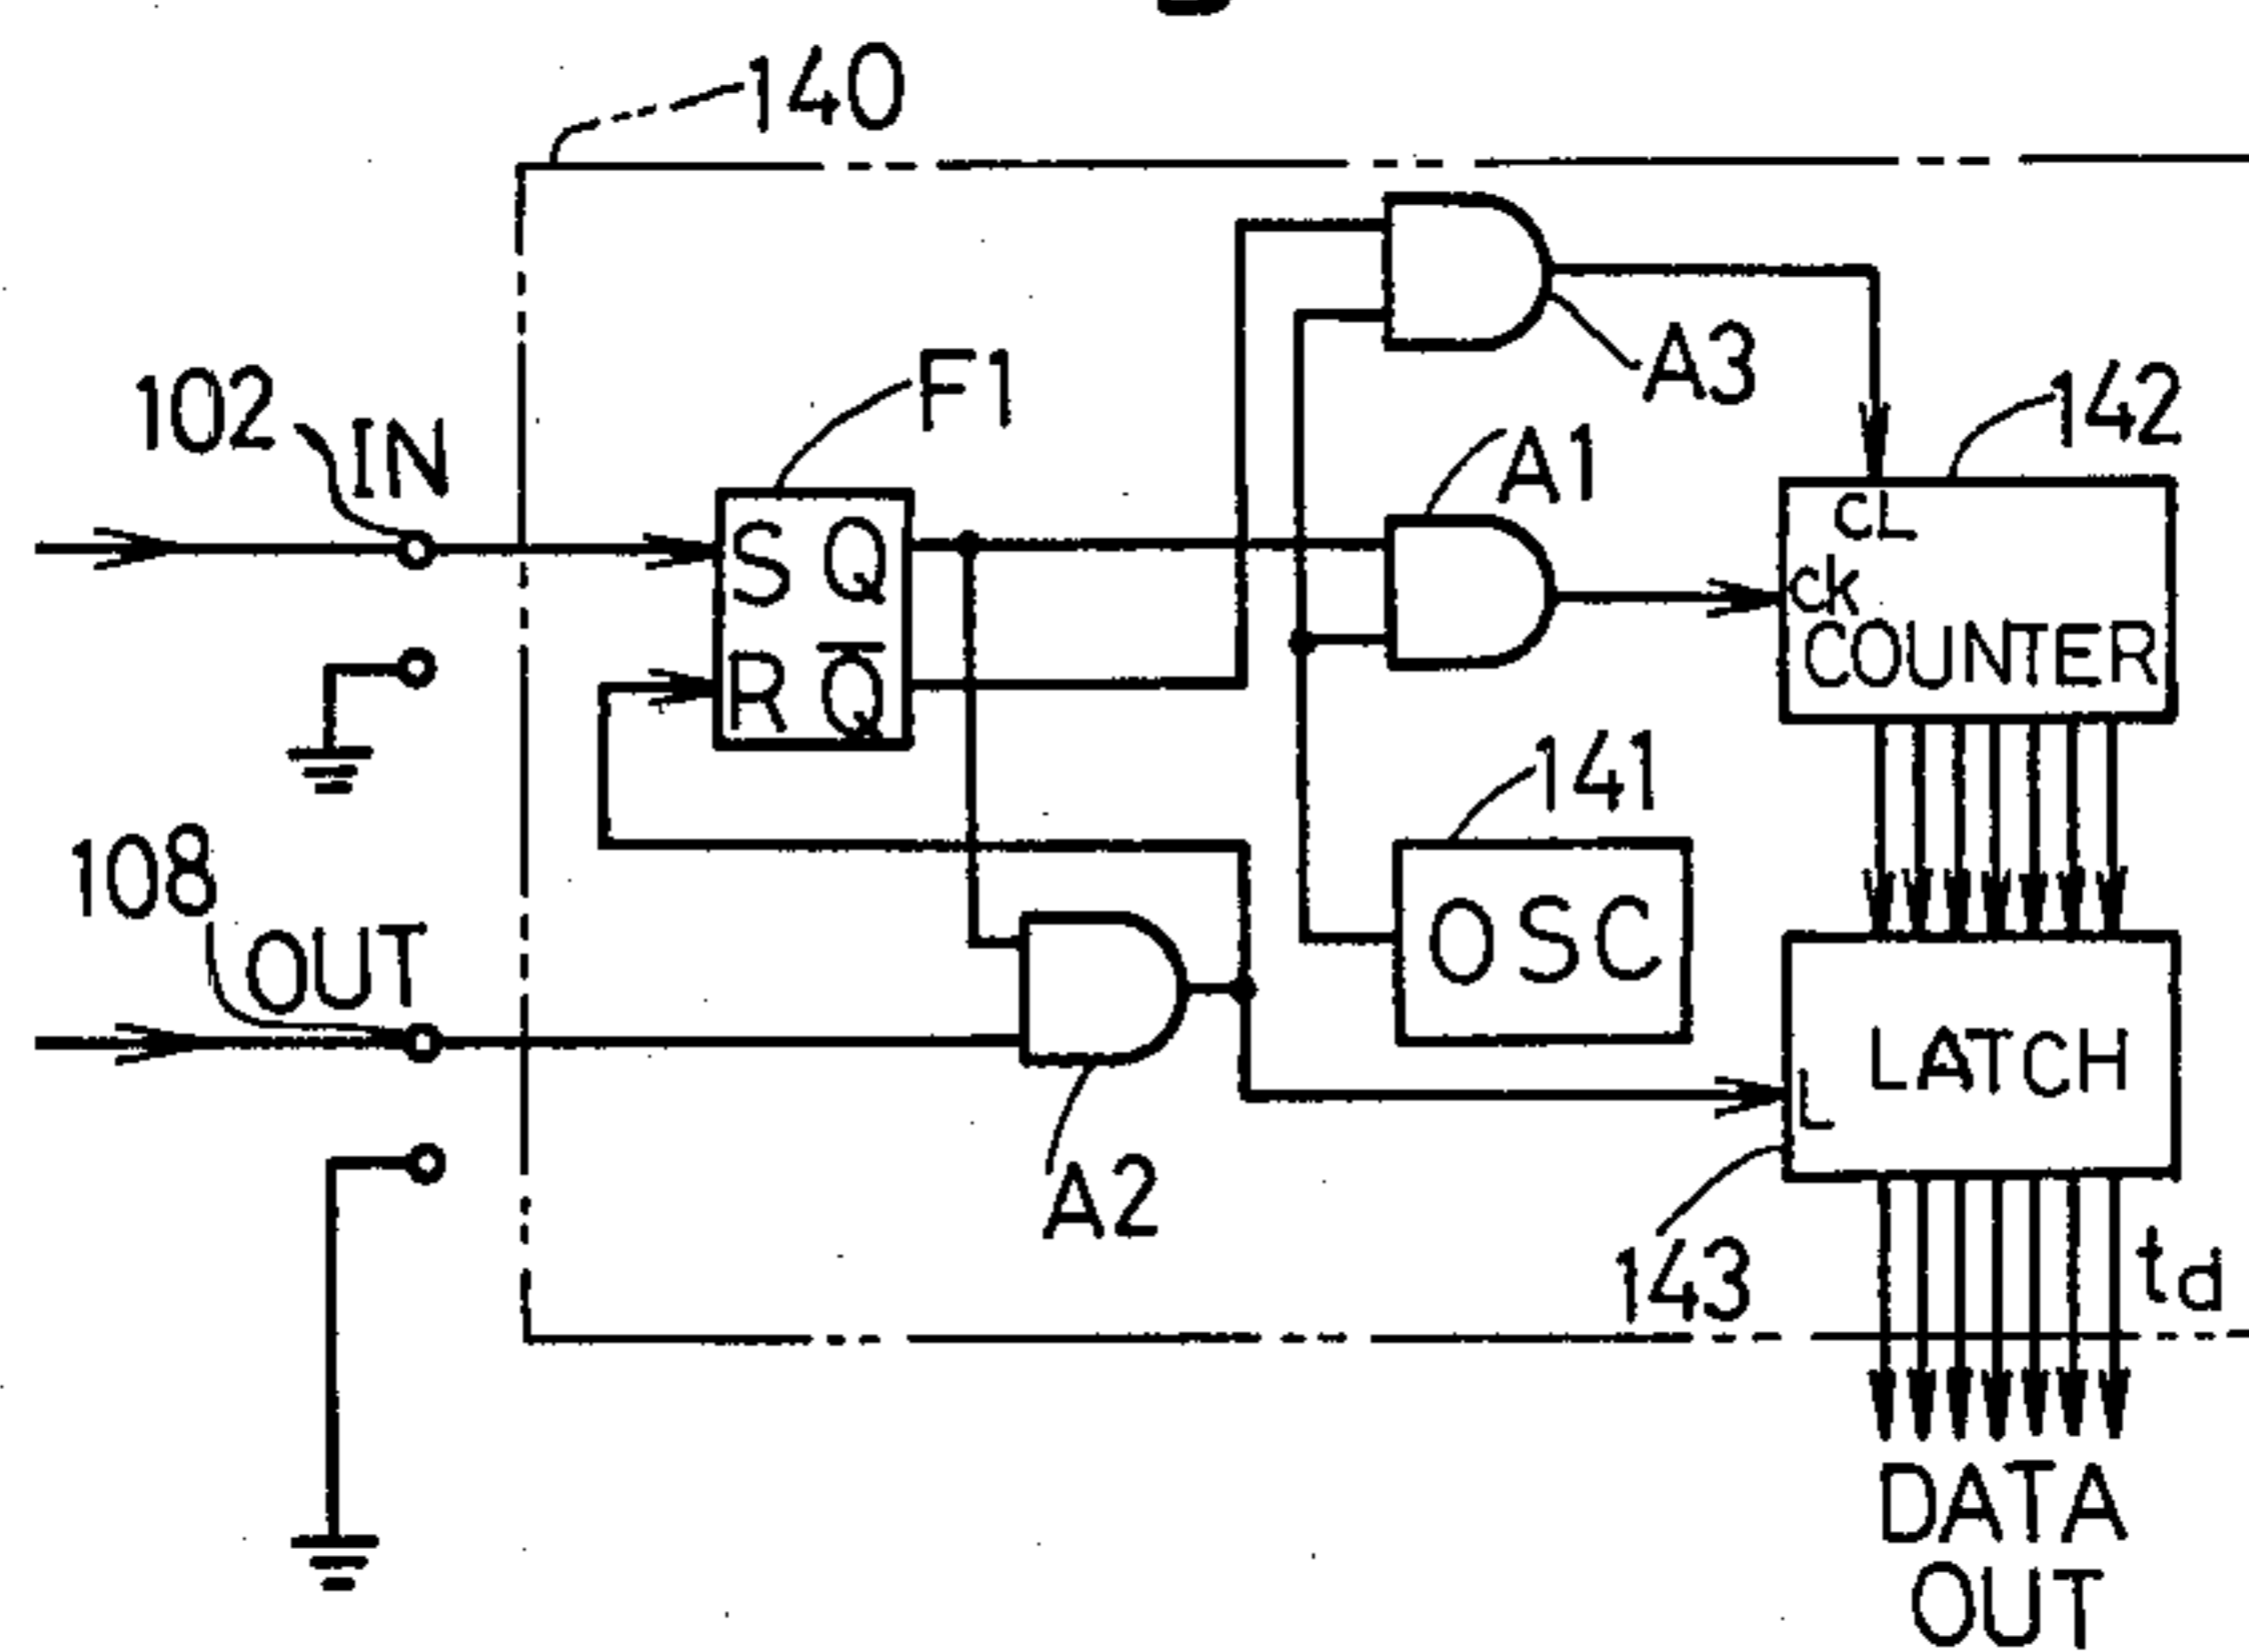 140
F1
A3
102
IN
A1
142
S Q
CL
ck
COUNTER
R Q̅
141
108
OUT
OSC
LATCH
L
A2
143
td
DATA
OUT